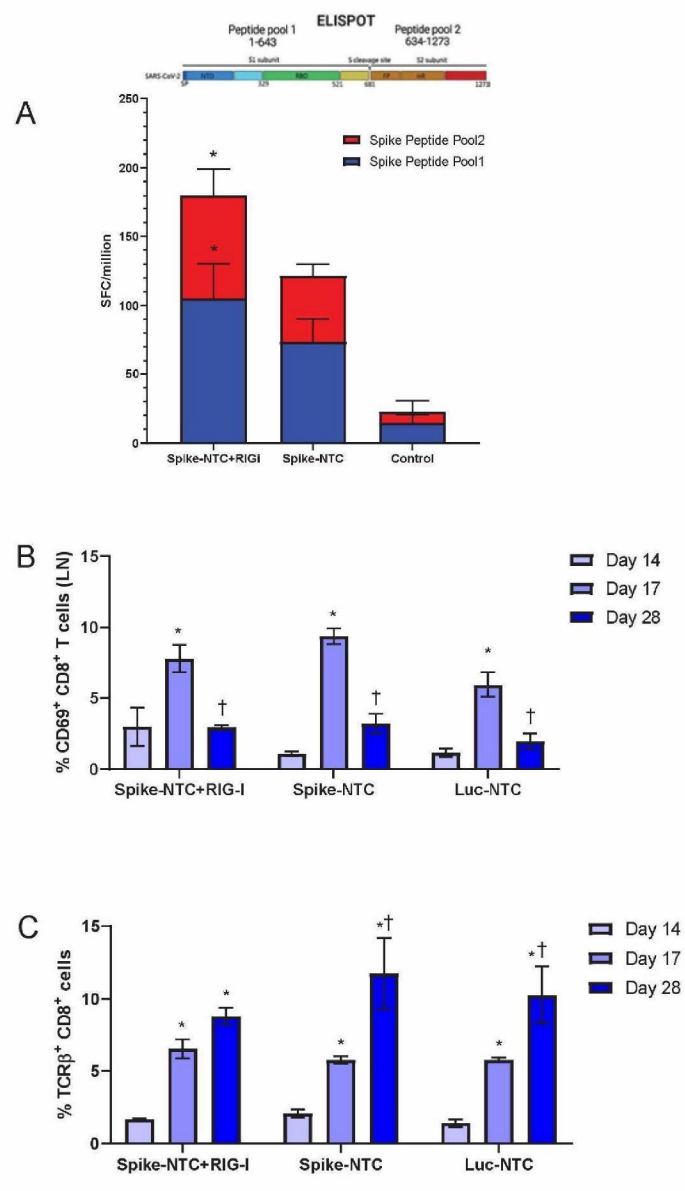 ELISPOT
Peptide pool 1
1-643
Peptide pool 2
634-1273
S1 subunit
S cleavage site
S2 subunit
SARS-CoV-2
NTD
RBD
FP
HR
SP
329
521
681
1273
A
250
200
150
100
50
0
SFC/million
Spike Peptide Pool2
Spike Peptide Pool1
*
*
Spike-NTC+RIGI
Spike-NTC
Control
B
15
10
5
0
% CD69+ CD8+ T cells (LN)
Day 14
Day 17
Day 28
*
†
*
†
*
†
Spike-NTC+RIG-I
Spike-NTC
Luc-NTC
C
15
10
5
0
% TCRβ+ CD8+ cells
Day 14
Day 17
Day 28
*
*
*
*†
*
*†
Spike-NTC+RIG-I
Spike-NTC
Luc-NTC